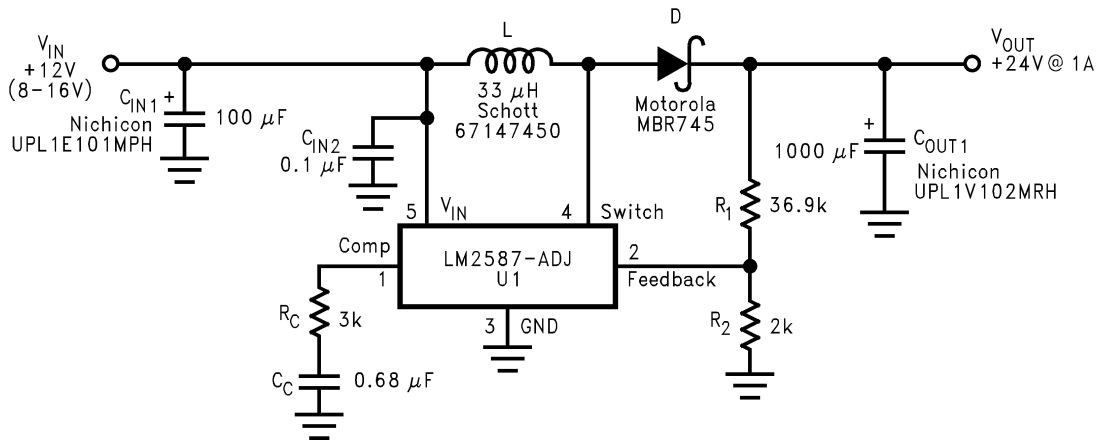 V_IN
+12V
(8-16V)
C_IN1 +
Nichicon
UPL1E101MPH
100 μF
C_IN2
0.1 μF
L
33 μH
Schott
67147450
D
Motorola
MBR745
V_OUT
+24V @ 1A
+
1000 μF
C_OUT1
Nichicon
UPL1V102MRH
R_1
36.9k
5
V_IN
4
Switch
Comp
1
LM2587-ADJ
U1
2
Feedback
3
GND
R_C
3k
C_C
0.68 μF
R_2
2k